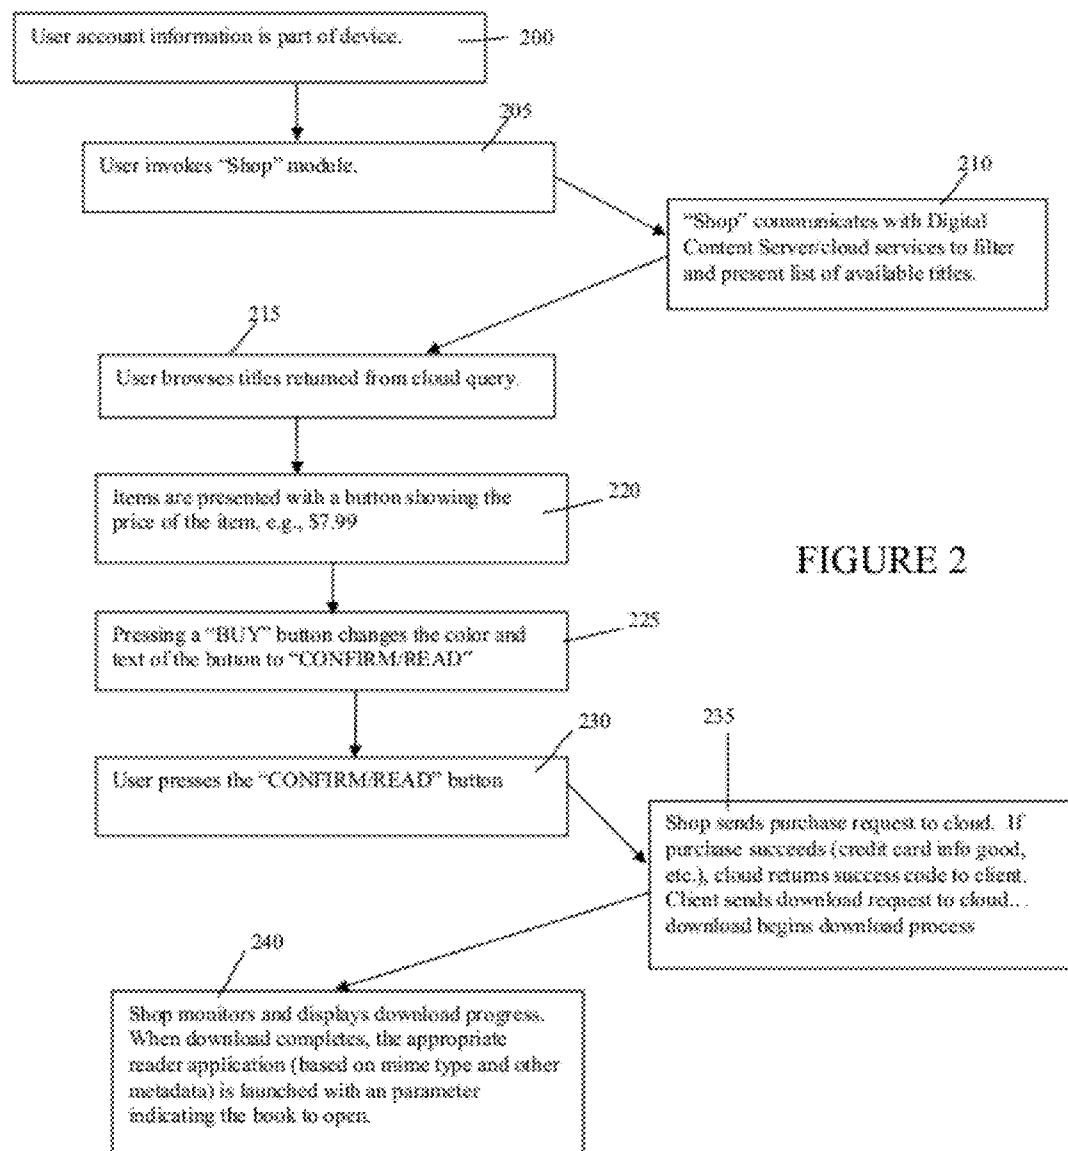 User account information is part of device.
200
205
User invokes "Shop" module.
210
"Shop" communicates with Digital
Content Server/cloud services to filter
and present list of available titles.
215
User browses titles returned from cloud query.
Items are presented with a button showing the
price of the item, e.g., $7.99
220
FIGURE 2
Pressing a "BUY" button changes the color and
text of the button to "CONFIRM/READ"
225
230
User presses the "CONFIRM/READ" button
235
Shop sends purchase request to cloud. If
purchase succeeds (credit card info good,
etc.), cloud returns success code to client.
Client sends download request to cloud…
download begins download process
240
Shop monitors and displays download progress.
When download completes, the appropriate
reader application (based on mime type and other
metadata) is launched with an parameter
indicating the book to open.